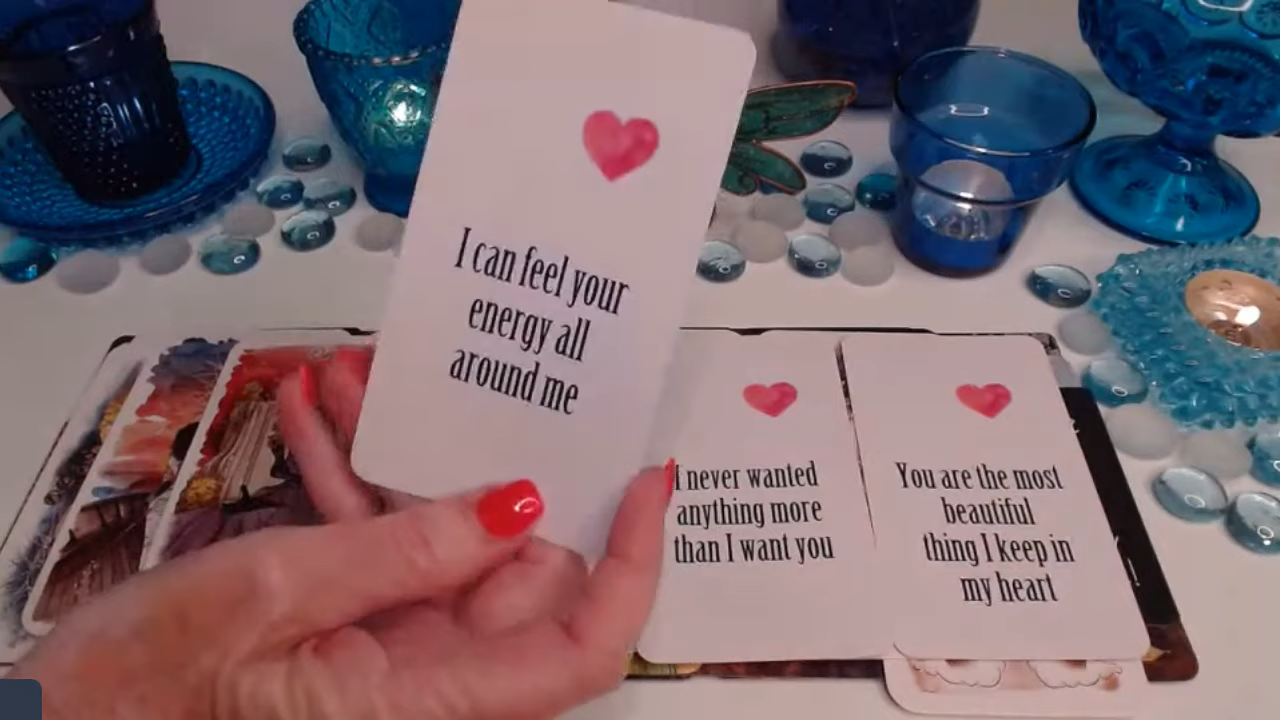 I can feel your
energy all
around me
I never wanted
anything more
than I want you
You are the most
beautiful
thing I keep in
my heart